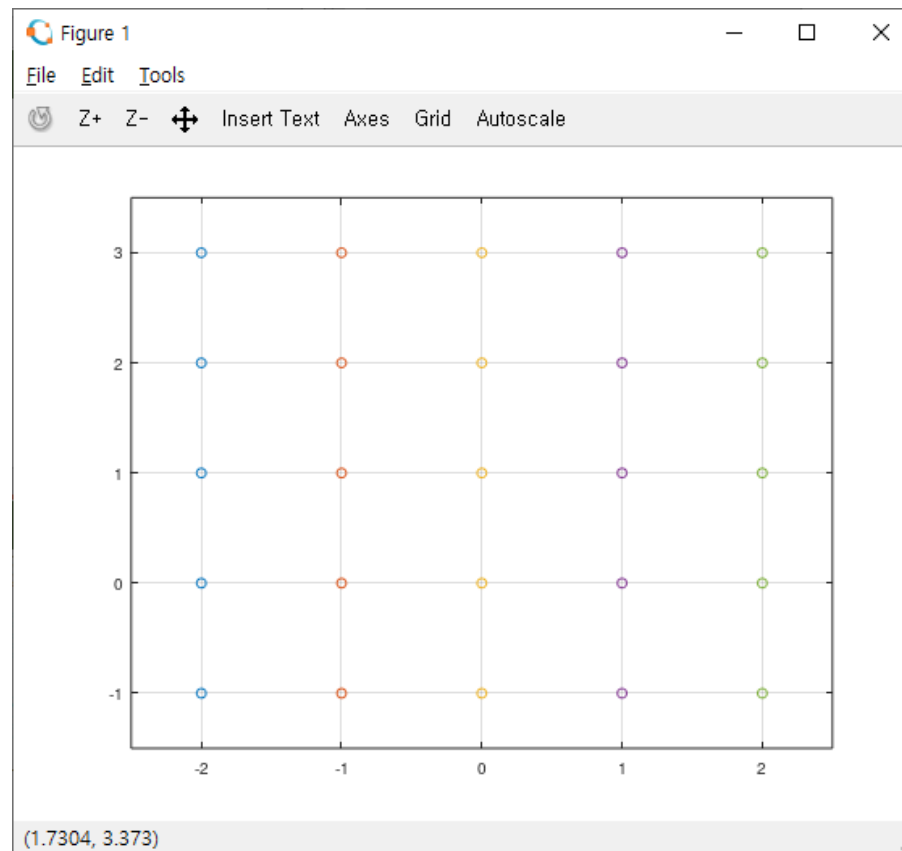 Figure 1
File Edit Tools
Z+ Z- Insert Text Axes Grid Autoscale
3
2
1
0
-1
-2 -1 0 1 2
(1.7304, 3.373)